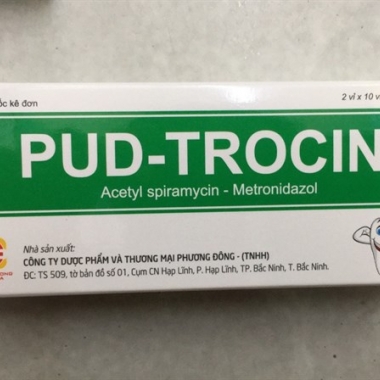 ốc kê đơn
2 vỉ x 10 v
PUD-TROCIN
Acetyl spiramycin - Metronidazol
Nhà sản xuất:
CÔNG TY DƯỢC PHẨM VÀ THƯƠNG MẠI PHƯƠNG ĐÔNG - (TNHH)
ĐC: TS 509, tờ bản đồ số 01, Cụm CN Hạp Lĩnh, P. Hạp Lĩnh, TP. Bắc Ninh, T. Bắc Ninh.